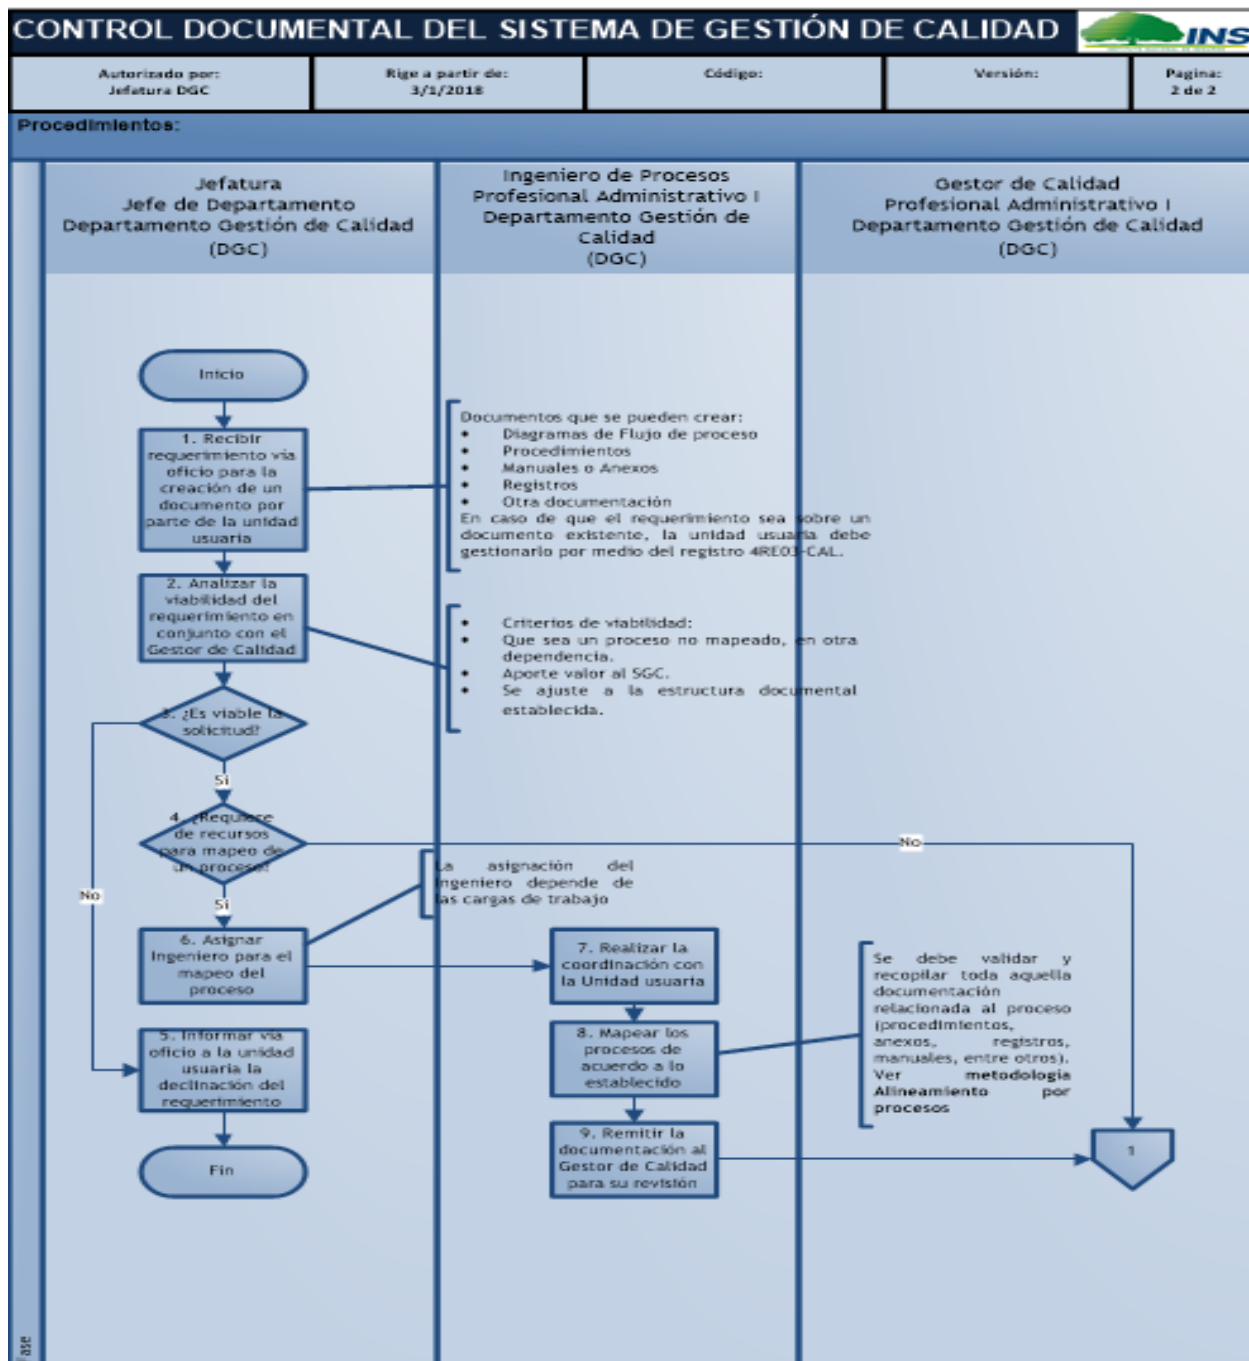 CONTROL DOCUMENTAL DEL SISTEMA DE GESTIÓN DE CALIDAD
INS
Autorizado por:
Jefatura DGC
Rige a partir de:
3/1/2018
Código:
Versión:
Pagina:
2 de 2
Procedimientos:
Jefatura
Jefe de Departamento
Departamento Gestión de Calidad
(DGC)
Ingeniero de Procesos
Profesional Administrativo I
Departamento Gestión de
Calidad
(DGC)
Gestor de Calidad
Profesional Administrativo I
Departamento Gestión de Calidad
(DGC)
Inicio
1. Recibir
requerimiento vía
oficio para la
creación de un
documento por
parte de la unidad
usuaria
Documentos que se pueden crear:
• Diagramas de Flujo de proceso
• Procedimientos
• Manuales o Anexos
• Registros
• Otra documentación
En caso de que el requerimiento sea sobre un
documento existente, la unidad usuaria debe
gestionarlo por medio del registro 4RE03-CAL.
2. Analizar la
viabilidad del
requerimiento en
conjunto con el
Gestor de Calidad
• Criterios de viabilidad:
• Que sea un proceso no mapeado, en otra
dependencia.
• Aporte valor al SGC.
• Se ajuste a la estructura documental
establecida.
3. ¿Es viable la
solicitud?
Si
4. ¿Requiere
de recursos
para mapeo de
un proceso?
No
No
Si
La asignación del
Ingeniero depende de
las cargas de trabajo
6. Asignar
Ingeniero para el
mapeo del
proceso
7. Realizar la
coordinación con
la Unidad usuaria
Se debe validar y
recopilar toda aquella
documentación
relacionada al proceso
(procedimientos,
anexos, registros,
manuales, entre otros).
Ver metodología
Alineamiento por
procesos
5. Informar vía
oficio a la unidad
usuaria la
declinación del
requerimiento
8. Mapear los
procesos de
acuerdo a lo
establecido
9. Remitir la
documentación al
Gestor de Calidad
para su revisión
1
Fin
Fase